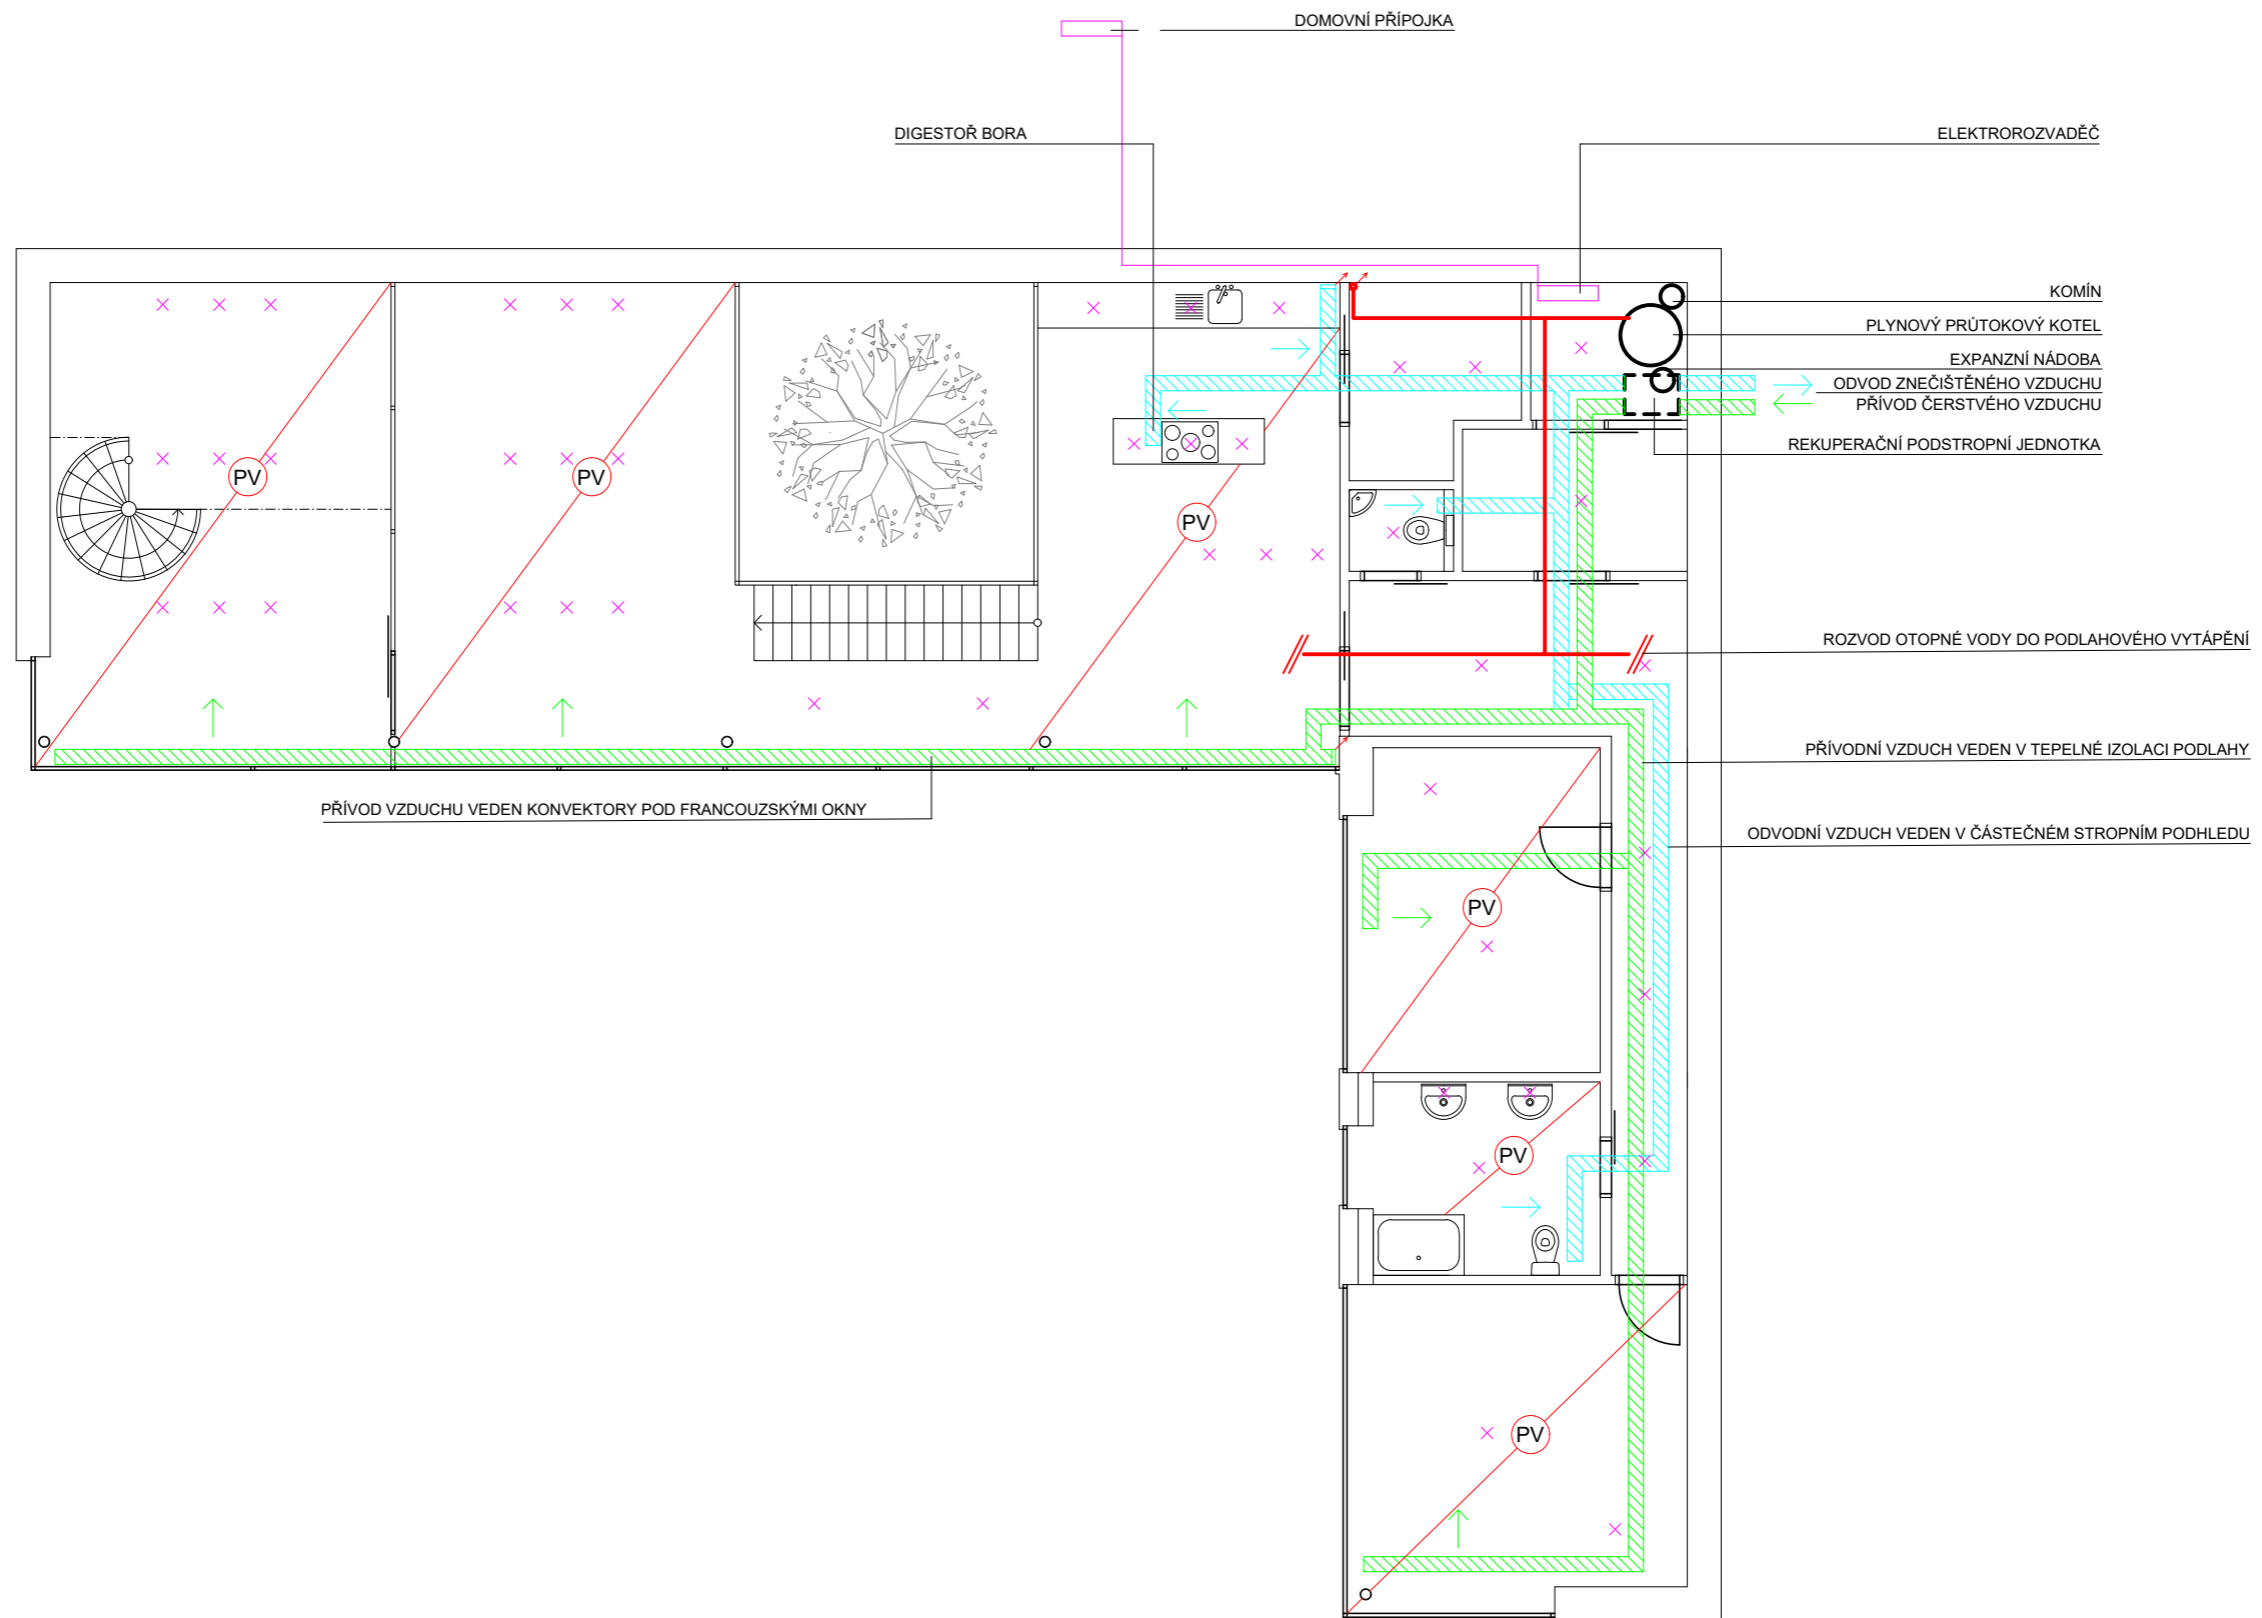 DOMOVNÍ PŘÍPOJKA
DIGESTOŘ BORA
ELEKTROROZVADĚČ
KOMÍN
PLYNOVÝ PRŮTOKOVÝ KOTEL
EXPANZNÍ NÁDOBA
ODVOD ZNEČIŠTĚNÉHO VZDUCHU
PŘÍVOD ČERSTVÉHO VZDUCHU
REKUPERAČNÍ PODSTROPNÍ JEDNOTKA
PV
PV
PV
ROZVOD OTOPNÉ VODY DO PODLAHOVÉHO VYTÁPĚNÍ
PŘÍVODNÍ VZDUCH VEDEN V TEPELNÉ IZOLACI PODLAHY
PŘÍVOD VZDUCHU VEDEN KONVEKTORY POD FRANCOUZSKÝMI OKNY
ODVODNÍ VZDUCH VEDEN V ČÁSTEČNÉM STROPNÍM PODHLEDU
PV
PV
PV